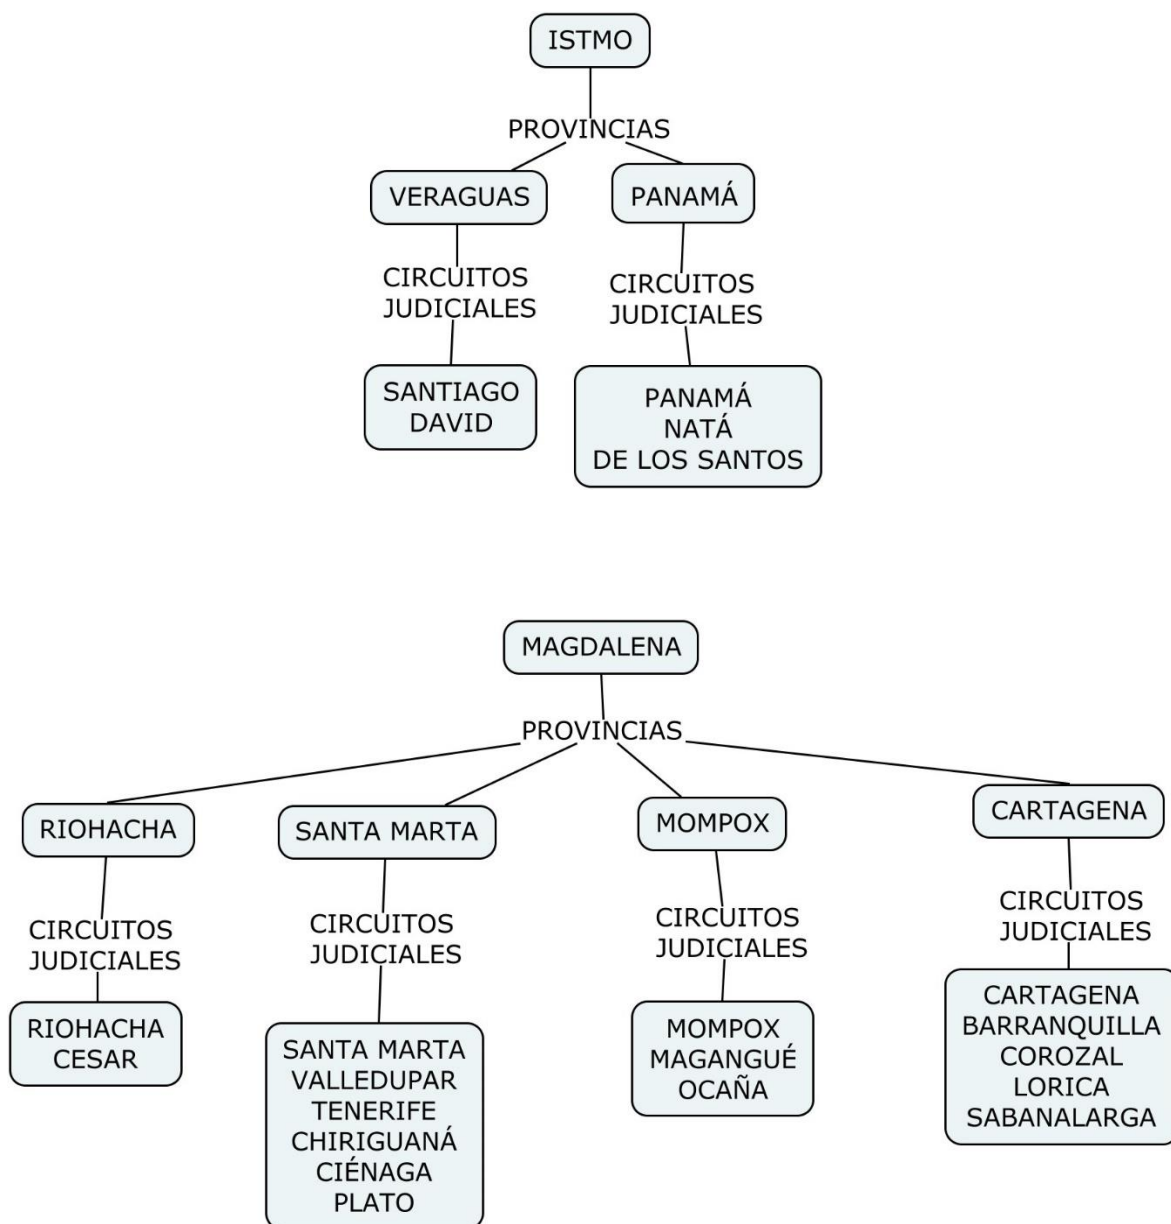 ISTMO
PROVINCIAS
VERAGUAS
PANAMÁ
CIRCUITOS
JUDICIALES
CIRCUITOS
JUDICIALES
SANTIAGO
DAVID
PANAMÁ
NATÁ
DE LOS SANTOS
MAGDALENA
PROVINCIAS
RIOHACHA
SANTA MARTA
MOMPOX
CARTAGENA
CIRCUITOS
JUDICIALES
CIRCUITOS
JUDICIALES
CIRCUITOS
JUDICIALES
CIRCUITOS
JUDICIALES
RIOHACHA
CESAR
SANTA MARTA
VALLEDUPAR
TENERIFE
CHIRIGUANÁ
CIÉNAGA
PLATO
MOMPOX
MAGANGUÉ
OCAÑA
CARTAGENA
BARRANQUILLA
COROZAL
LORICA
SABANALARGA